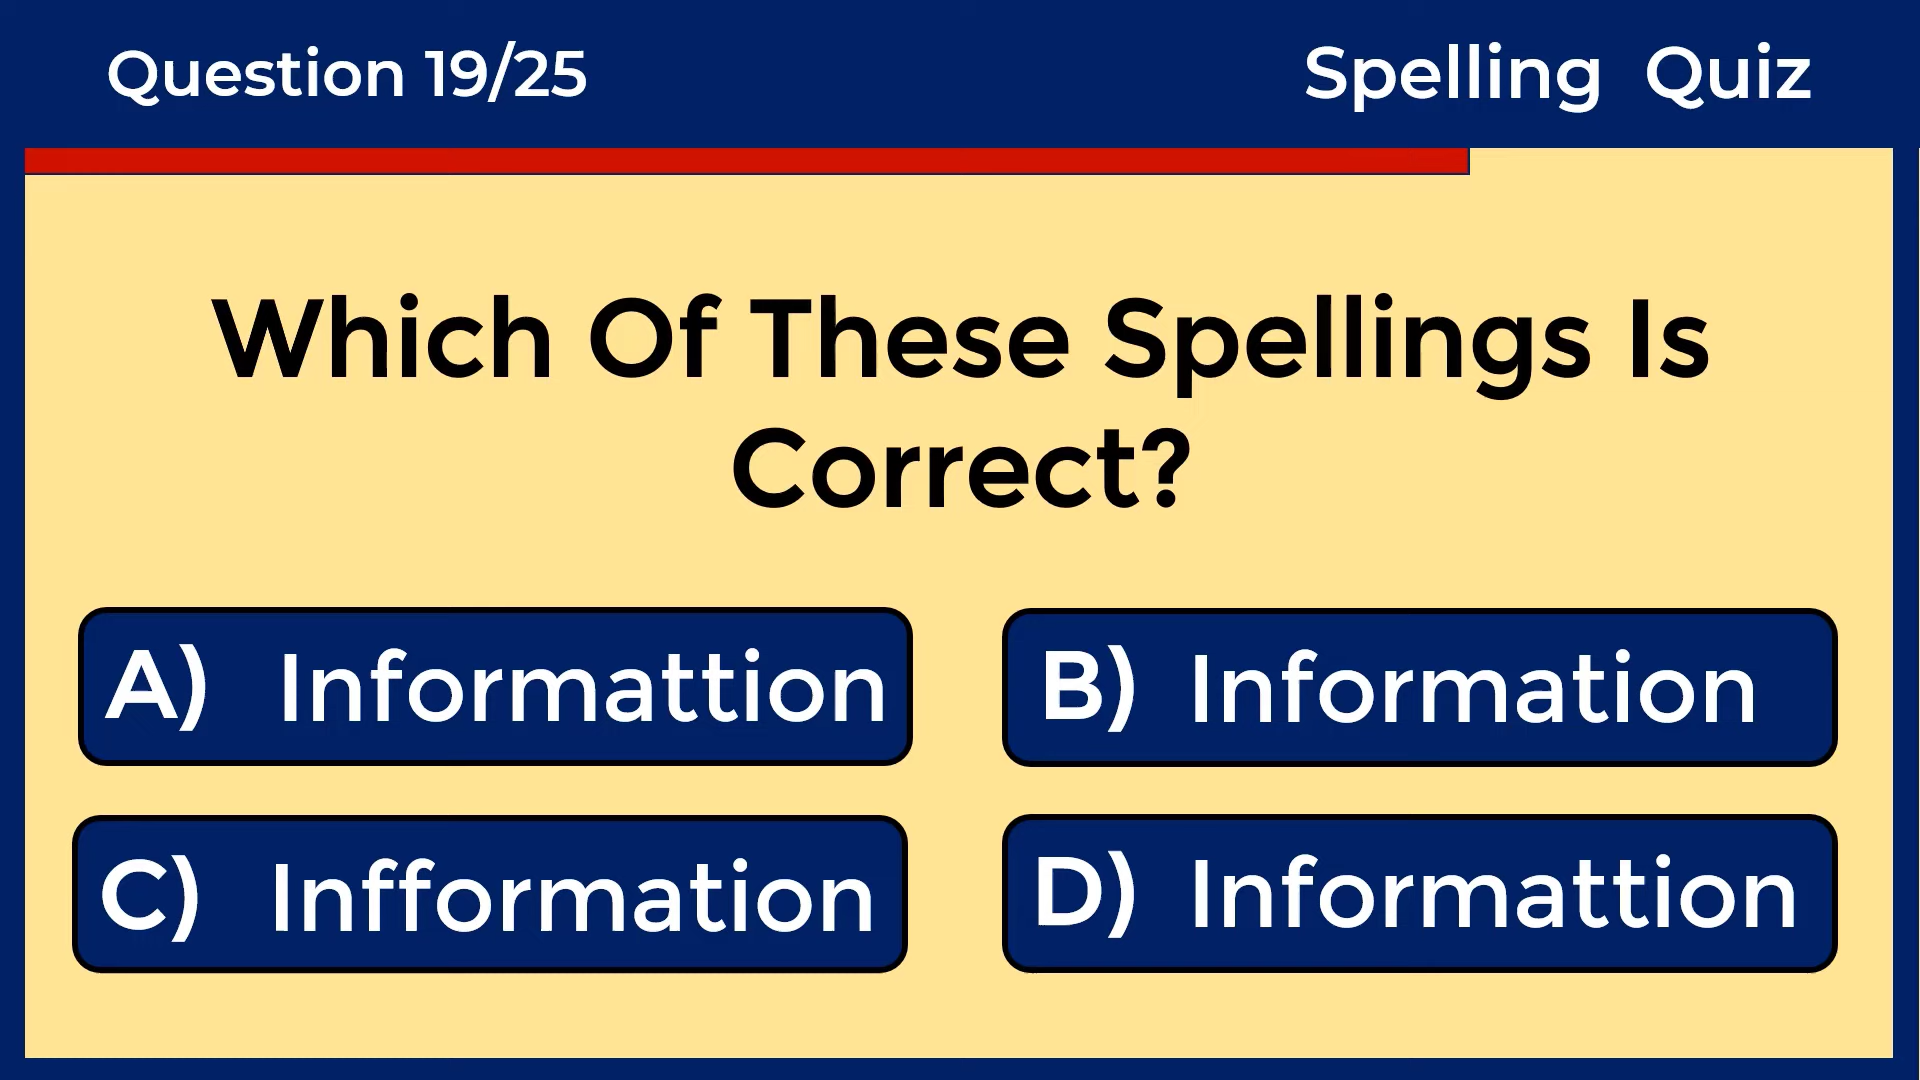 Question 19/25
Spelling Quiz
Which Of These Spellings Is
Correct?
A) Informattion
B) Information
C) Infformation
D) Informattion